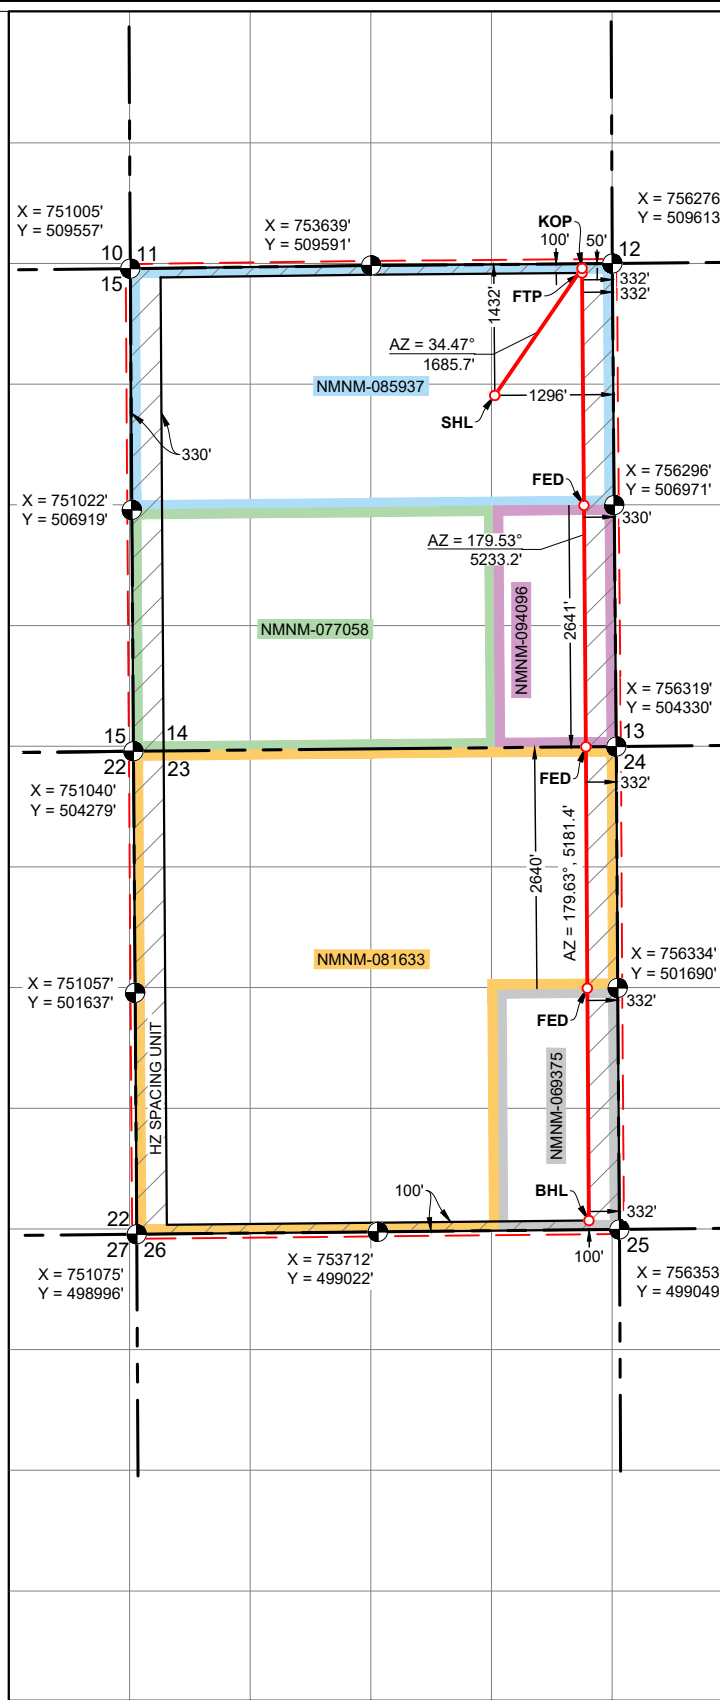 X = 751005'
Y = 509557'
X = 753639'
Y = 509591'
KOP
100'
50'
X = 756276
Y = 509613
12
10
11
15
FTP
332'
332'
1432'
AZ = 34.47°
1685.7'
NMNM-085937
1296'
SHL
330'
X = 751022'
Y = 506919'
FED
X = 756296'
Y = 506971'
330'
AZ = 179.53°
5233.2'
NMNM-077058
NMNM-094096
2641'
X = 756319'
Y = 504330'
15
14
13
22
23
24
FED
332'
X = 751040'
Y = 504279'
2640'
AZ = 179.63°, 5181.4'
NMNM-081633
X = 756334'
Y = 501690'
X = 751057'
Y = 501637'
332'
FED
HZ SPACING UNIT
NMNM-069375
BHL
100'
332'
22
27
26
25
100'
X = 751075'
Y = 498996'
X = 753712'
Y = 499022'
X = 756353
Y = 499049